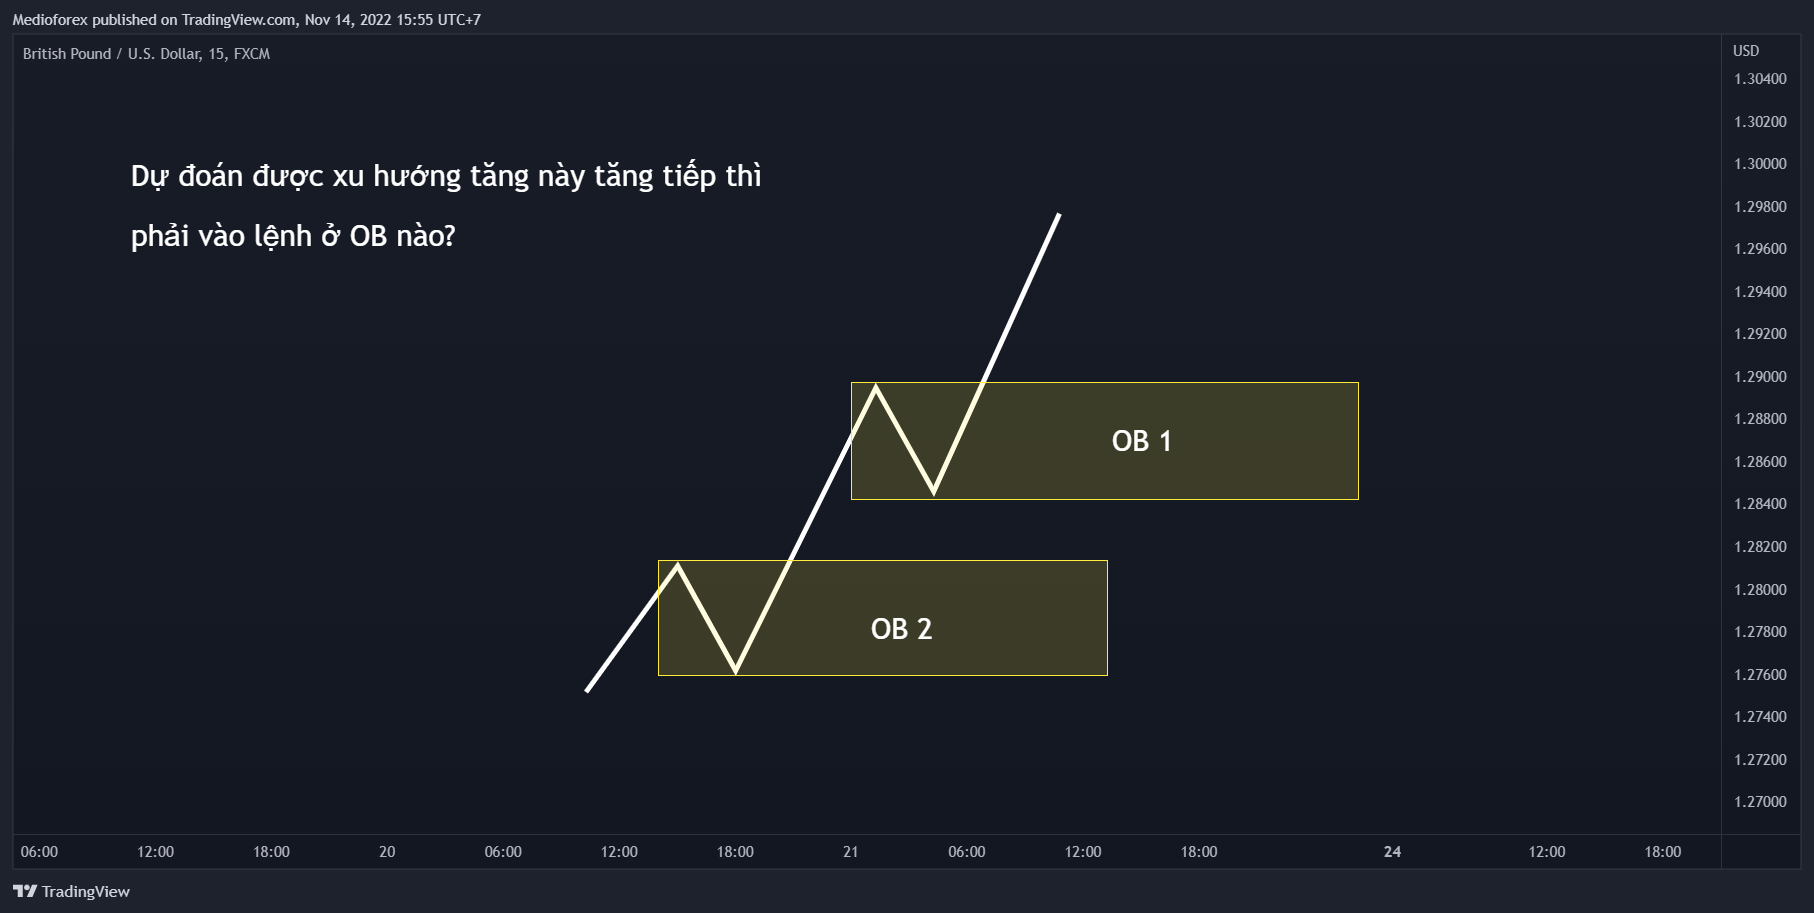 Medioforex published on TradingView.com, Nov 14, 2022 15:55 UTC+7
British Pound / U.S. Dollar, 15, FXCM
USD
1.30400
1.30200
1.30000
1.29800
1.29600
1.29400
1.29200
1.29000
1.28800
1.28600
1.28400
1.28200
1.28000
1.27800
1.27600
1.27400
1.27200
1.27000
Dự đoán được xu hướng tăng này tăng tiếp thì
phải vào lệnh ở OB nào?
OB 1
OB 2
06:00 12:00 18:00 20 06:00 12:00 18:00 21 06:00 12:00 18:00 24 12:00 18:00
TradingView